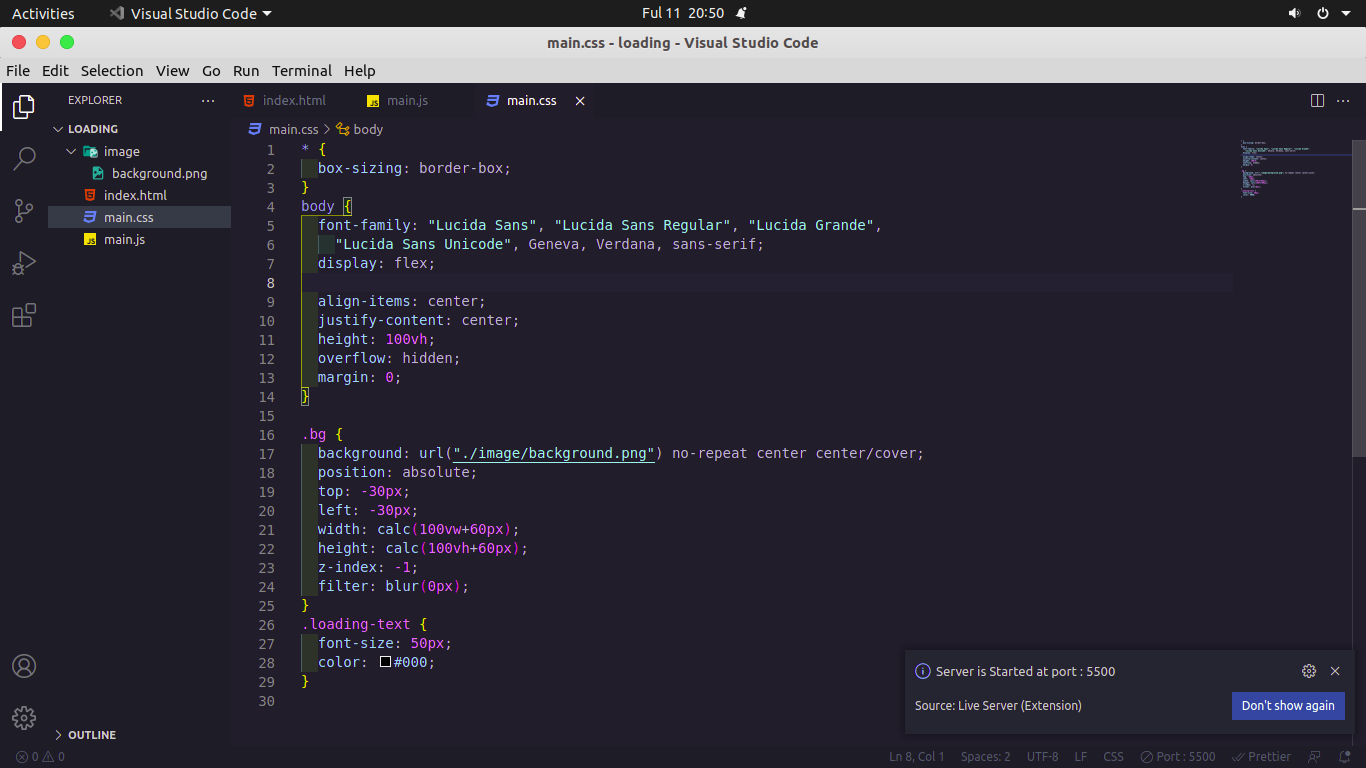 Activities Visual Studio Code Ful 11 20:50
main.css - loading - Visual Studio Code
File Edit Selection View Go Run Terminal Help
EXPLORER ··· index.html main.js main.css ···
LOADING
image
background.png
index.html
main.css
main.js
OUTLINE
main.css > body
1 * {
2 box-sizing: border-box;
3 }
4 body {
5 font-family: "Lucida Sans", "Lucida Sans Regular", "Lucida Grande",
6 "Lucida Sans Unicode", Geneva, Verdana, sans-serif;
7 display: flex;
8
9 align-items: center;
10 justify-content: center;
11 height: 100vh;
12 overflow: hidden;
13 margin: 0;
14 }
15
16 .bg {
17 background: url("./image/background.png") no-repeat center center/cover;
18 position: absolute;
19 top: -30px;
20 left: -30px;
21 width: calc(100vw+60px);
22 height: calc(100vh+60px);
23 z-index: -1;
24 filter: blur(0px);
25 }
26 .loading-text {
27 font-size: 50px;
28 color: #000;
29 }
30
Server is Started at port : 5500
Source: Live Server (Extension) Don't show again
0 0 Ln 8, Col 1 Spaces: 2 UTF-8 LF CSS Port : 5500 Prettier